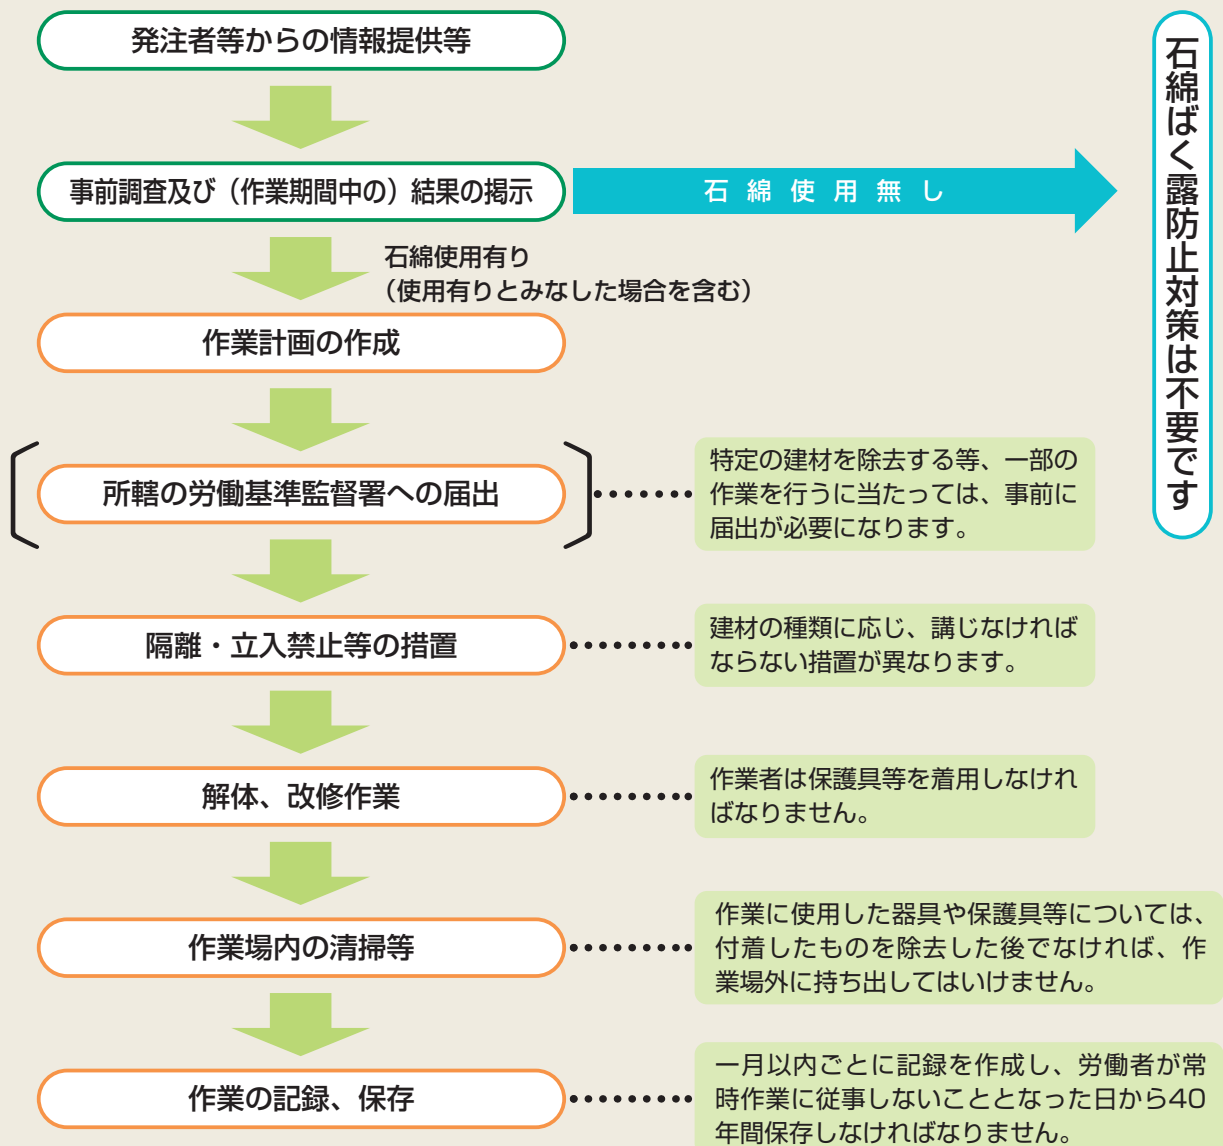 発注者等からの情報提供等
事前調査及び（作業期間中の）結果の掲示
石綿使用無し
石綿ばく露防止対策は不要です
石綿使用有り
（使用有りとみなした場合を含む）
作業計画の作成
所轄の労働基準監督署への届出
特定の建材を除去する等、一部の
作業を行うに当たっては、事前に
届出が必要になります。
隔離・立入禁止等の措置
建材の種類に応じ、講じなければ
ならない措置が異なります。
解体、改修作業
作業者は保護具等を着用しなけれ
ばなりません。
作業場内の清掃等
作業に使用した器具や保護具等については、
付着したものを除去した後でなければ、作
業場外に持ち出してはいけません。
作業の記録、保存
一月以内ごとに記録を作成し、労働者が常
時作業に従事しないこととなった日から40
年間保存しなければなりません。